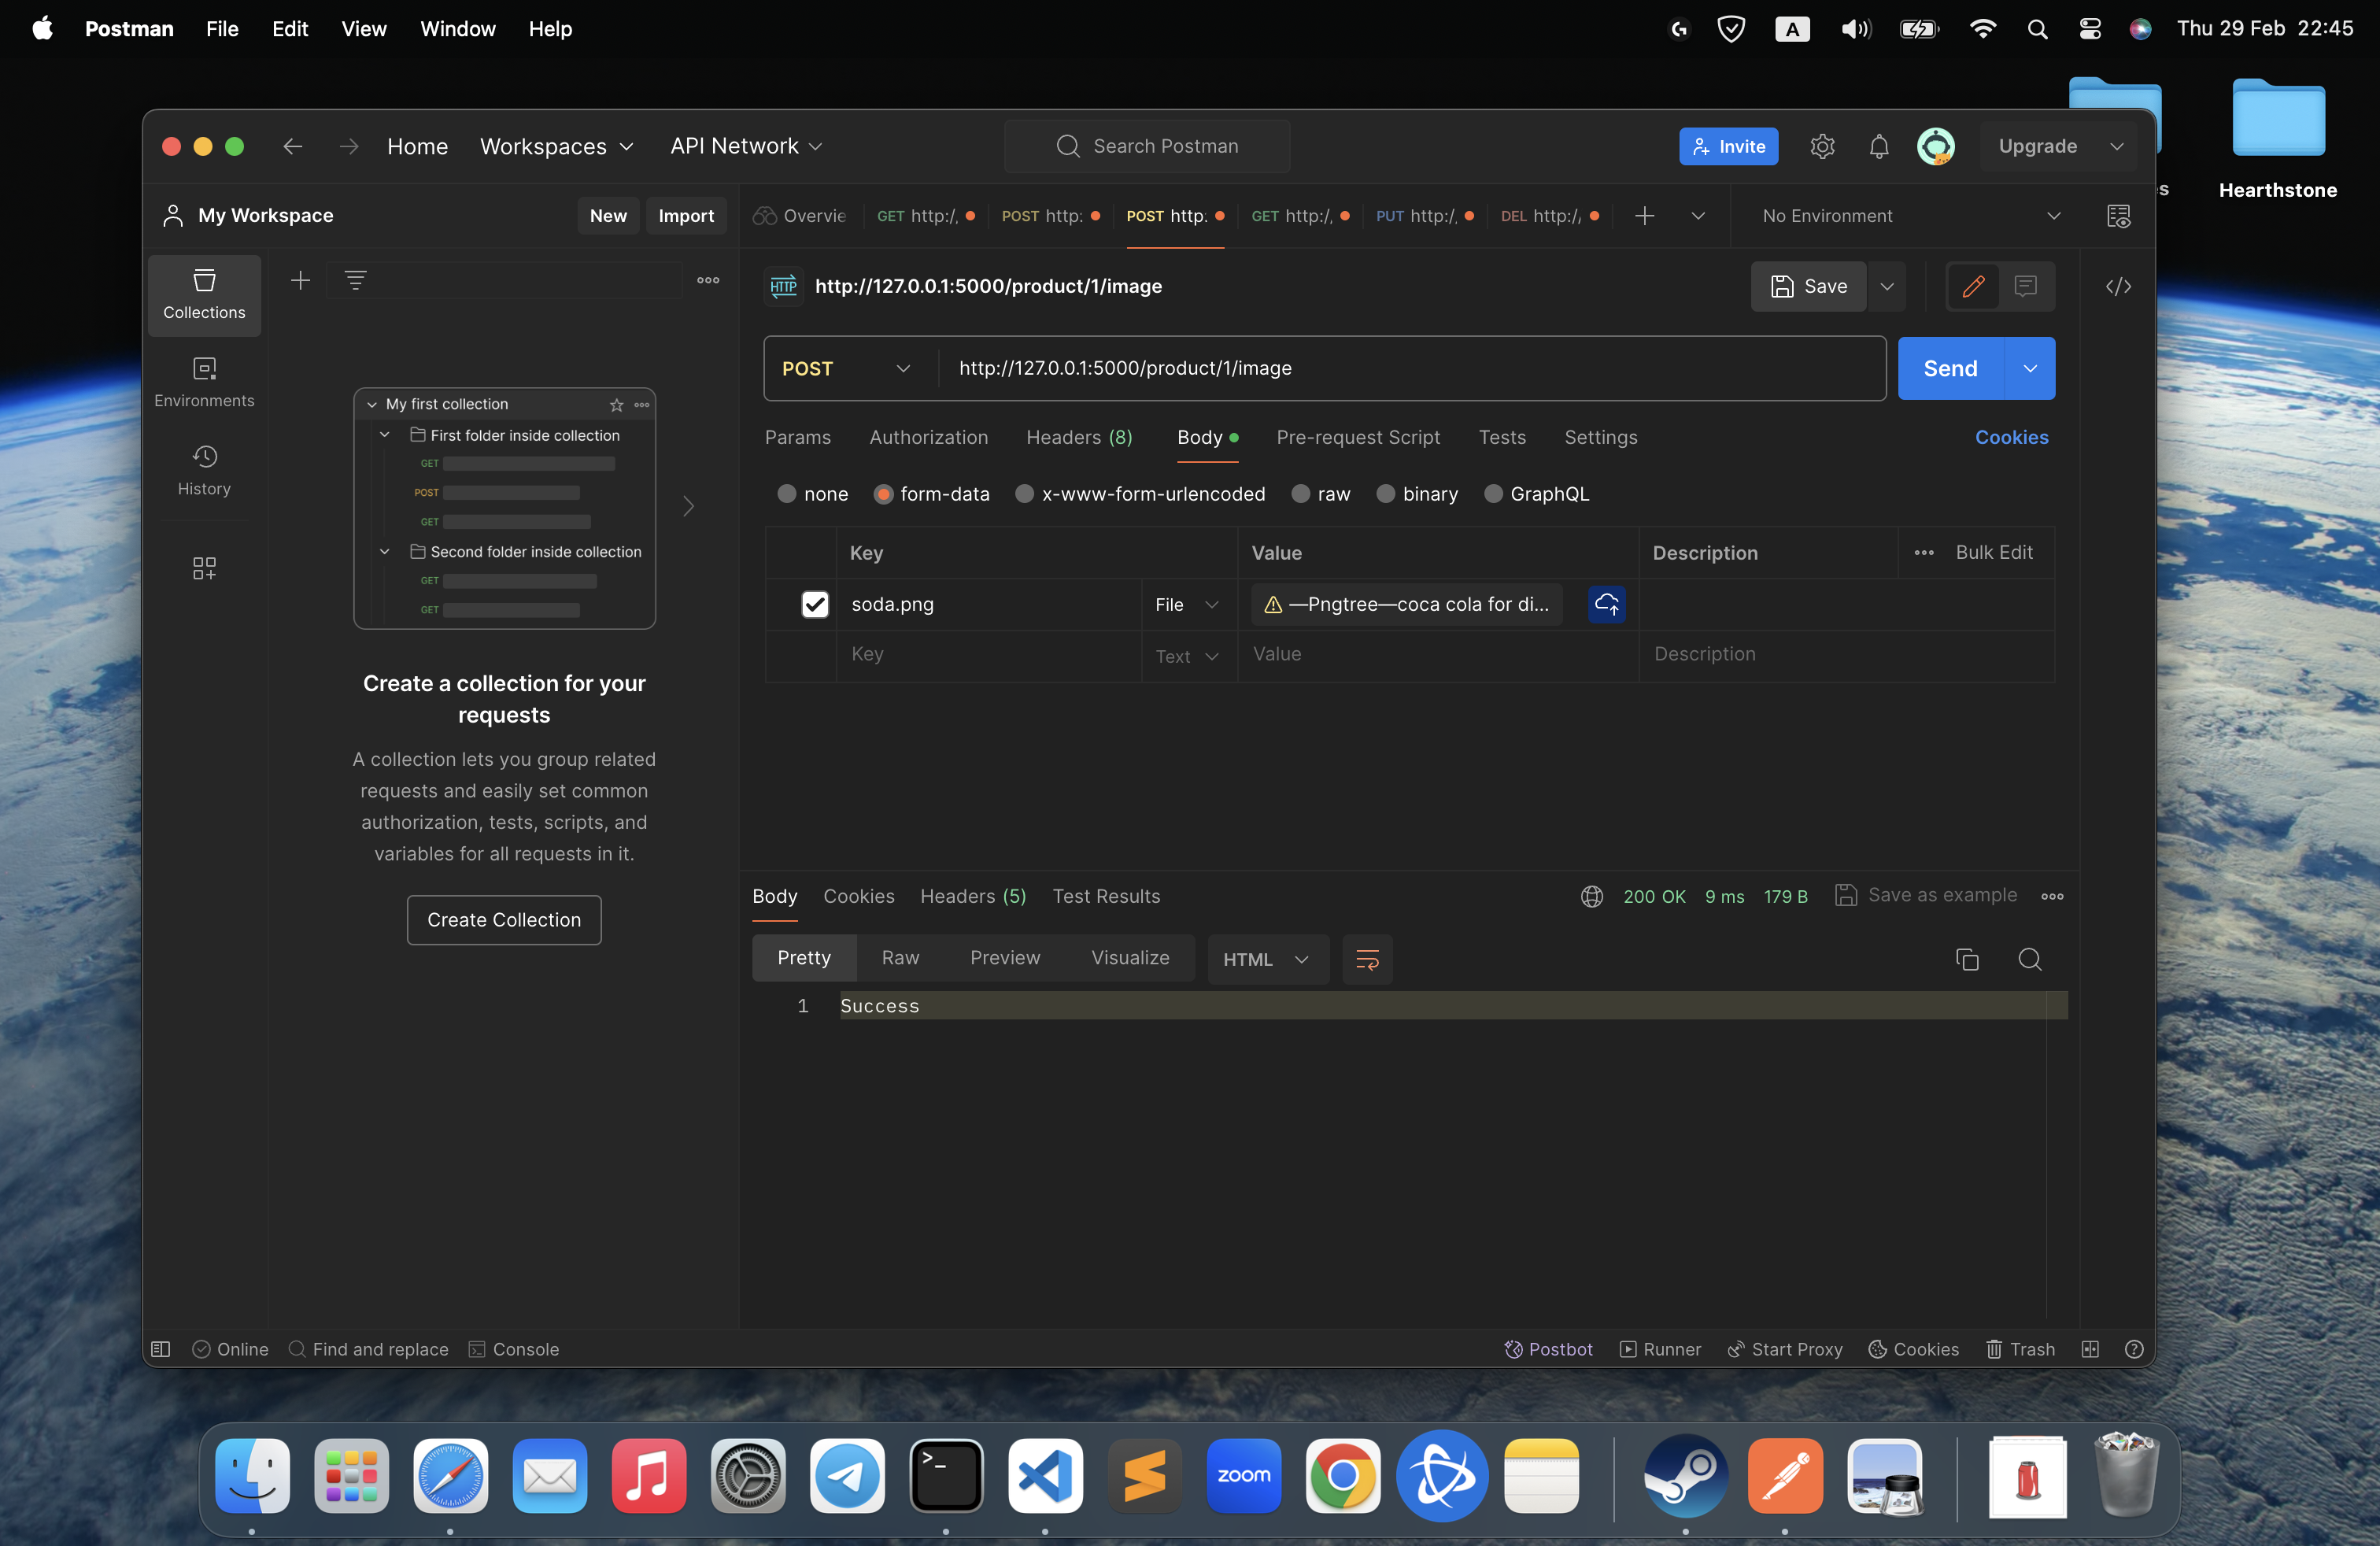 Postman File Edit View Window Help
A
Thu 29 Feb 22:45
Hearthstone
s
Home Workspaces API Network
Search Postman
Invite
Upgrade
My Workspace
New Import
Overvie
GET http:/,
POST http:
POST http:
GET http:/,
PUT http:/,
DEL http:/,
No Environment
Collections
Environments
History
My first collection
First folder inside collection
GET
POST
GET
Second folder inside collection
GET
GET
Create a collection for your
requests
A collection lets you group related
requests and easily set common
authorization, tests, scripts, and
variables for all requests in it.
Create Collection
HTTP http://127.0.0.1:5000/product/1/image
Save
POST http://127.0.0.1:5000/product/1/image
Send
Params Authorization Headers (8) Body Pre-request Script Tests Settings
Cookies
none form-data x-www-form-urlencoded raw binary GraphQL
Key Value Description ••• Bulk Edit
soda.png File —Pngtree—coca cola for di...
Key Text Value Description
Body Cookies Headers (5) Test Results
200 OK 9 ms 179 B Save as example
Pretty Raw Preview Visualize HTML
1 Success
Online Find and replace Console
Postbot Runner Start Proxy Cookies Trash
zoom